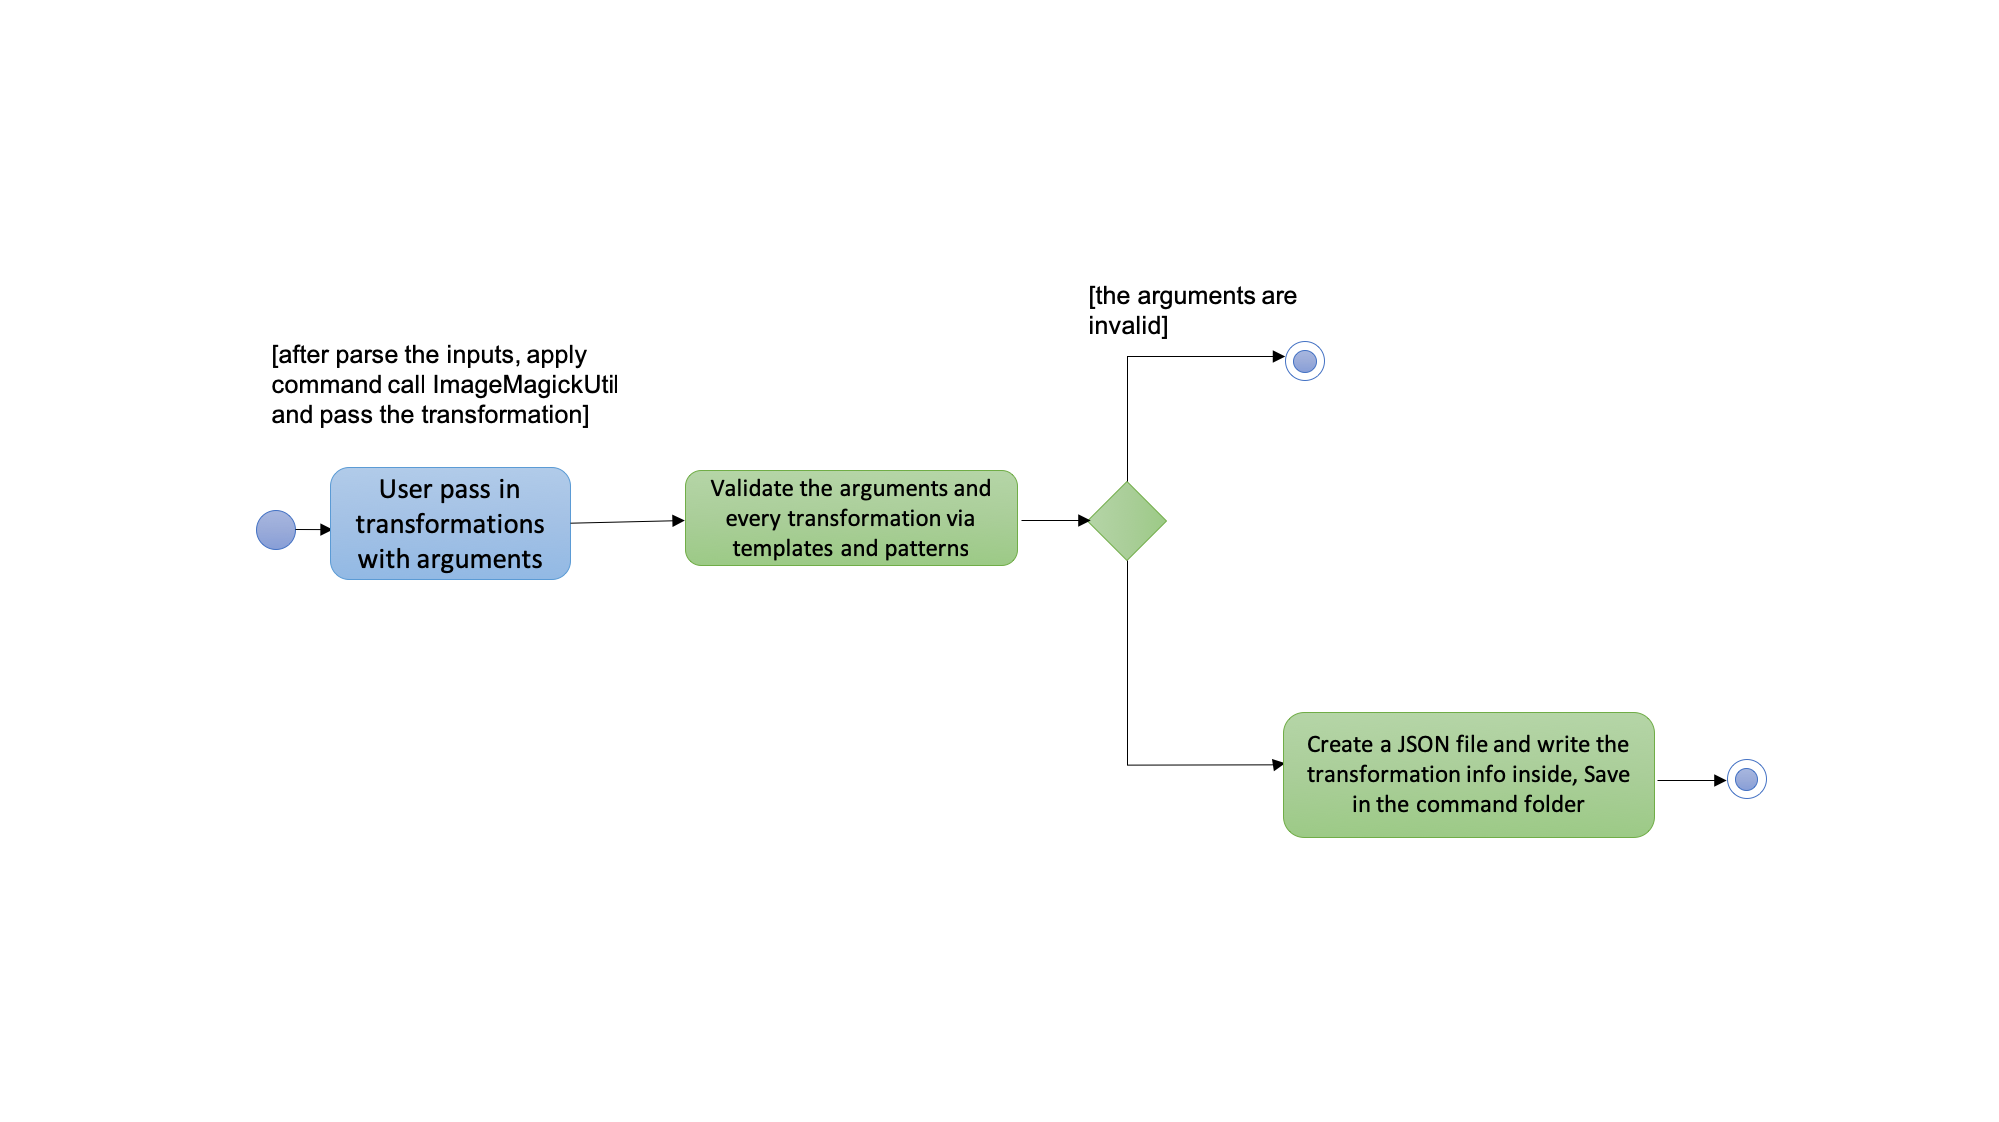 [after parse the inputs, apply
command call ImageMagickUtil
and pass the transformation]
User pass in
transformations
with arguments
Validate the arguments and
every transformation via
templates and patterns
[the arguments are
invalid]
Create a JSON file and write the
transformation info inside, Save
in the command folder